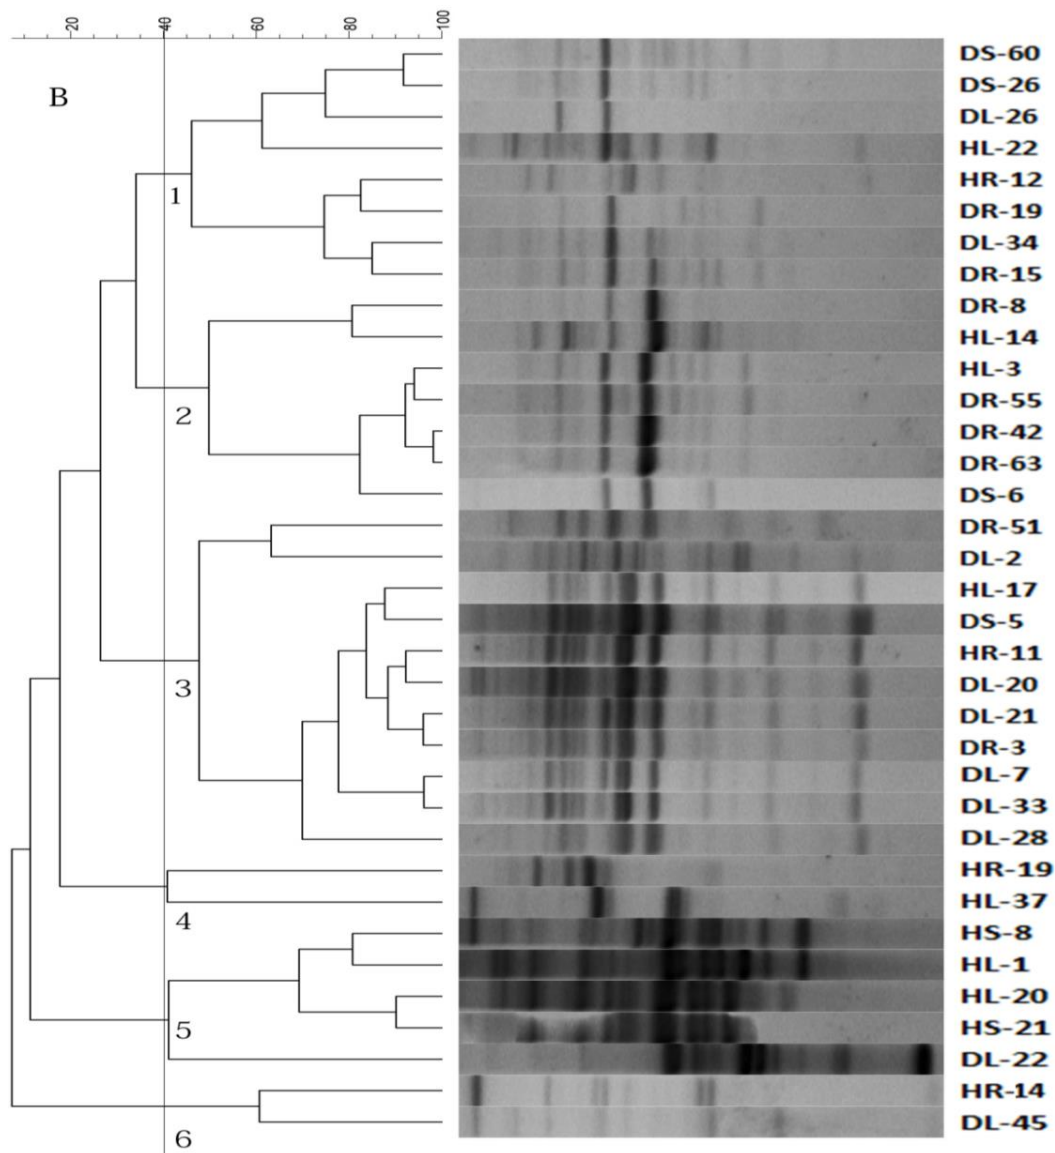 20 40 60 80 100
B
DS-60
DS-26
DL-26
HL-22
HR-12
1
DR-19
DL-34
DR-15
DR-8
HL-14
HL-3
DR-55
2
DR-42
DR-63
DS-6
DR-51
DL-2
HL-17
DS-5
HR-11
3
DL-20
DL-21
DR-3
DL-7
DL-33
DL-28
HR-19
HL-37
4
HS-8
HL-1
HL-20
5
HS-21
DL-22
HR-14
DL-45
6